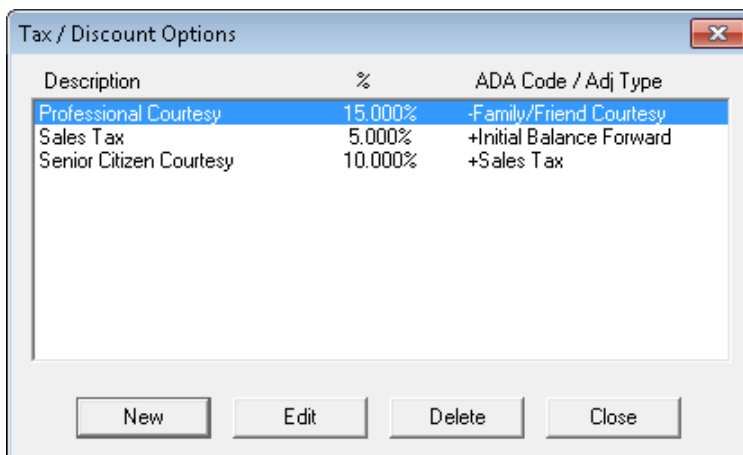 Tax / Discount Options
Description % ADA Code / Adj Type
Professional Courtesy 15.000% -Family/Friend Courtesy
Sales Tax 5.000% +Initial Balance Forward
Senior Citizen Courtesy 10.000% +Sales Tax
New Edit Delete Close